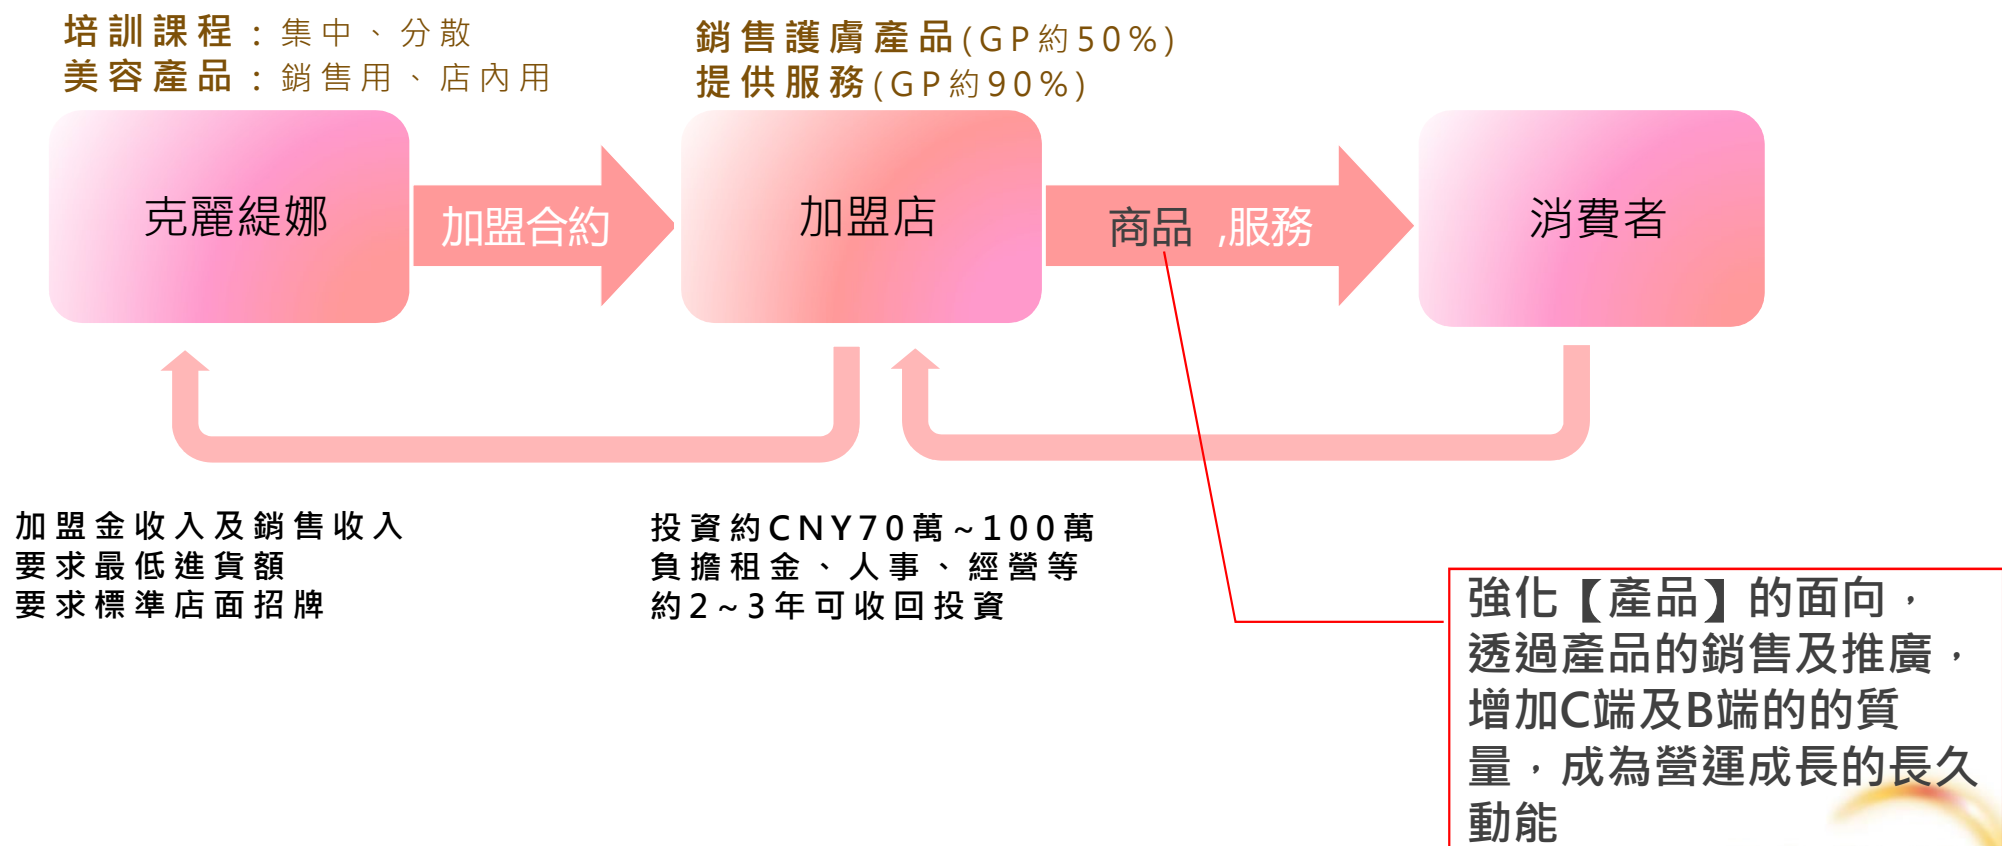 培訓課程：集中、分散
美容產品：銷售用、店內用
銷售護膚產品(GP約50%)
提供服務(GP約90%)
克麗緹娜
加盟合約
加盟店
商品 ,服務
消費者
加盟金收入及銷售收入
要求最低進貨額
要求標準店面招牌
投資約CNY70萬~100萬
負擔租金、人事、經營等
約2~3年可收回投資
強化【產品】的面向，
透過產品的銷售及推廣，
增加C端及B端的的質
量，成為營運成長的長久
動能